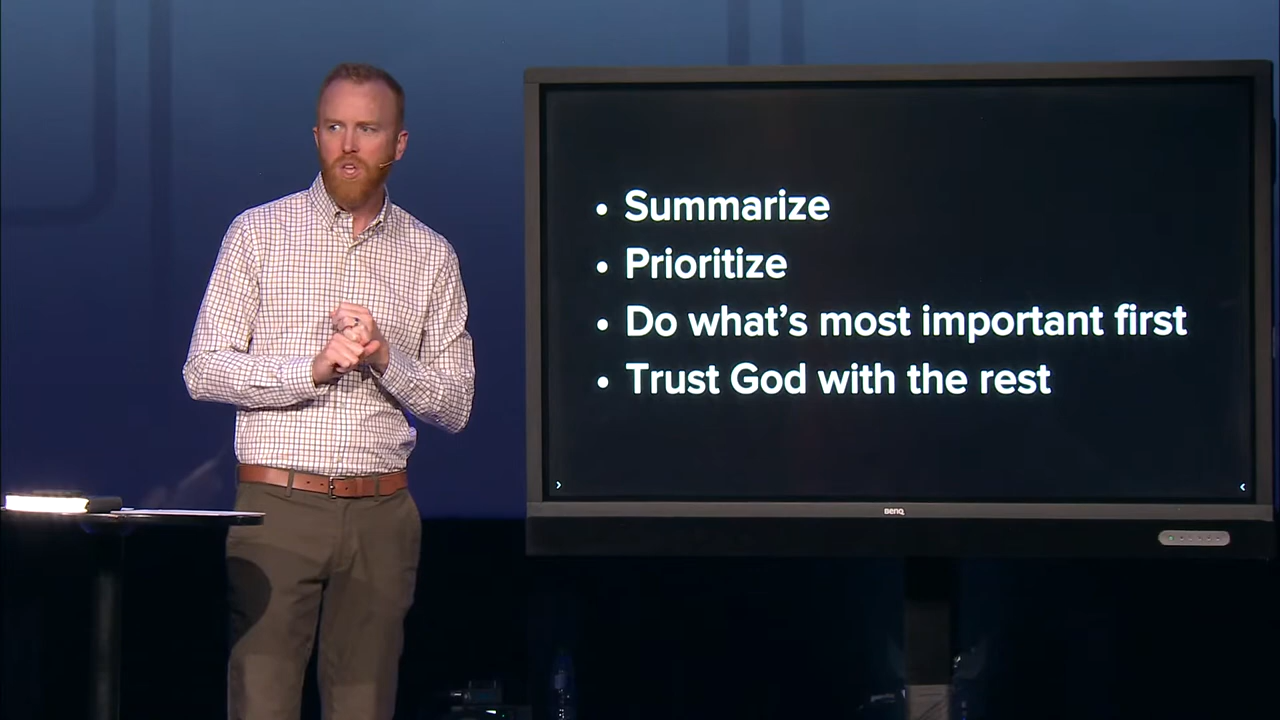 • Summarize
• Prioritize
• Do what's most important first
• Trust God with the rest
BenQ